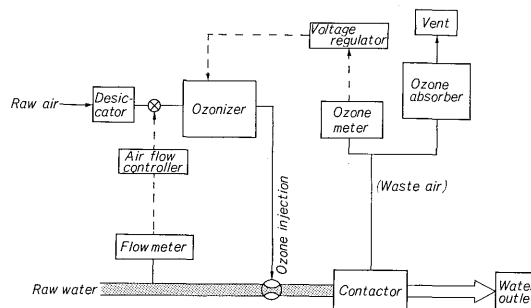 Voltage
regulator
Vent
Raw air
Desic-
cator
Ozonizer
Ozone
meter
Ozone
absorber
Air flow
controller
(Waste air)
Ozone injection
Flowmeter
Raw water
Contactor
Water
outlet